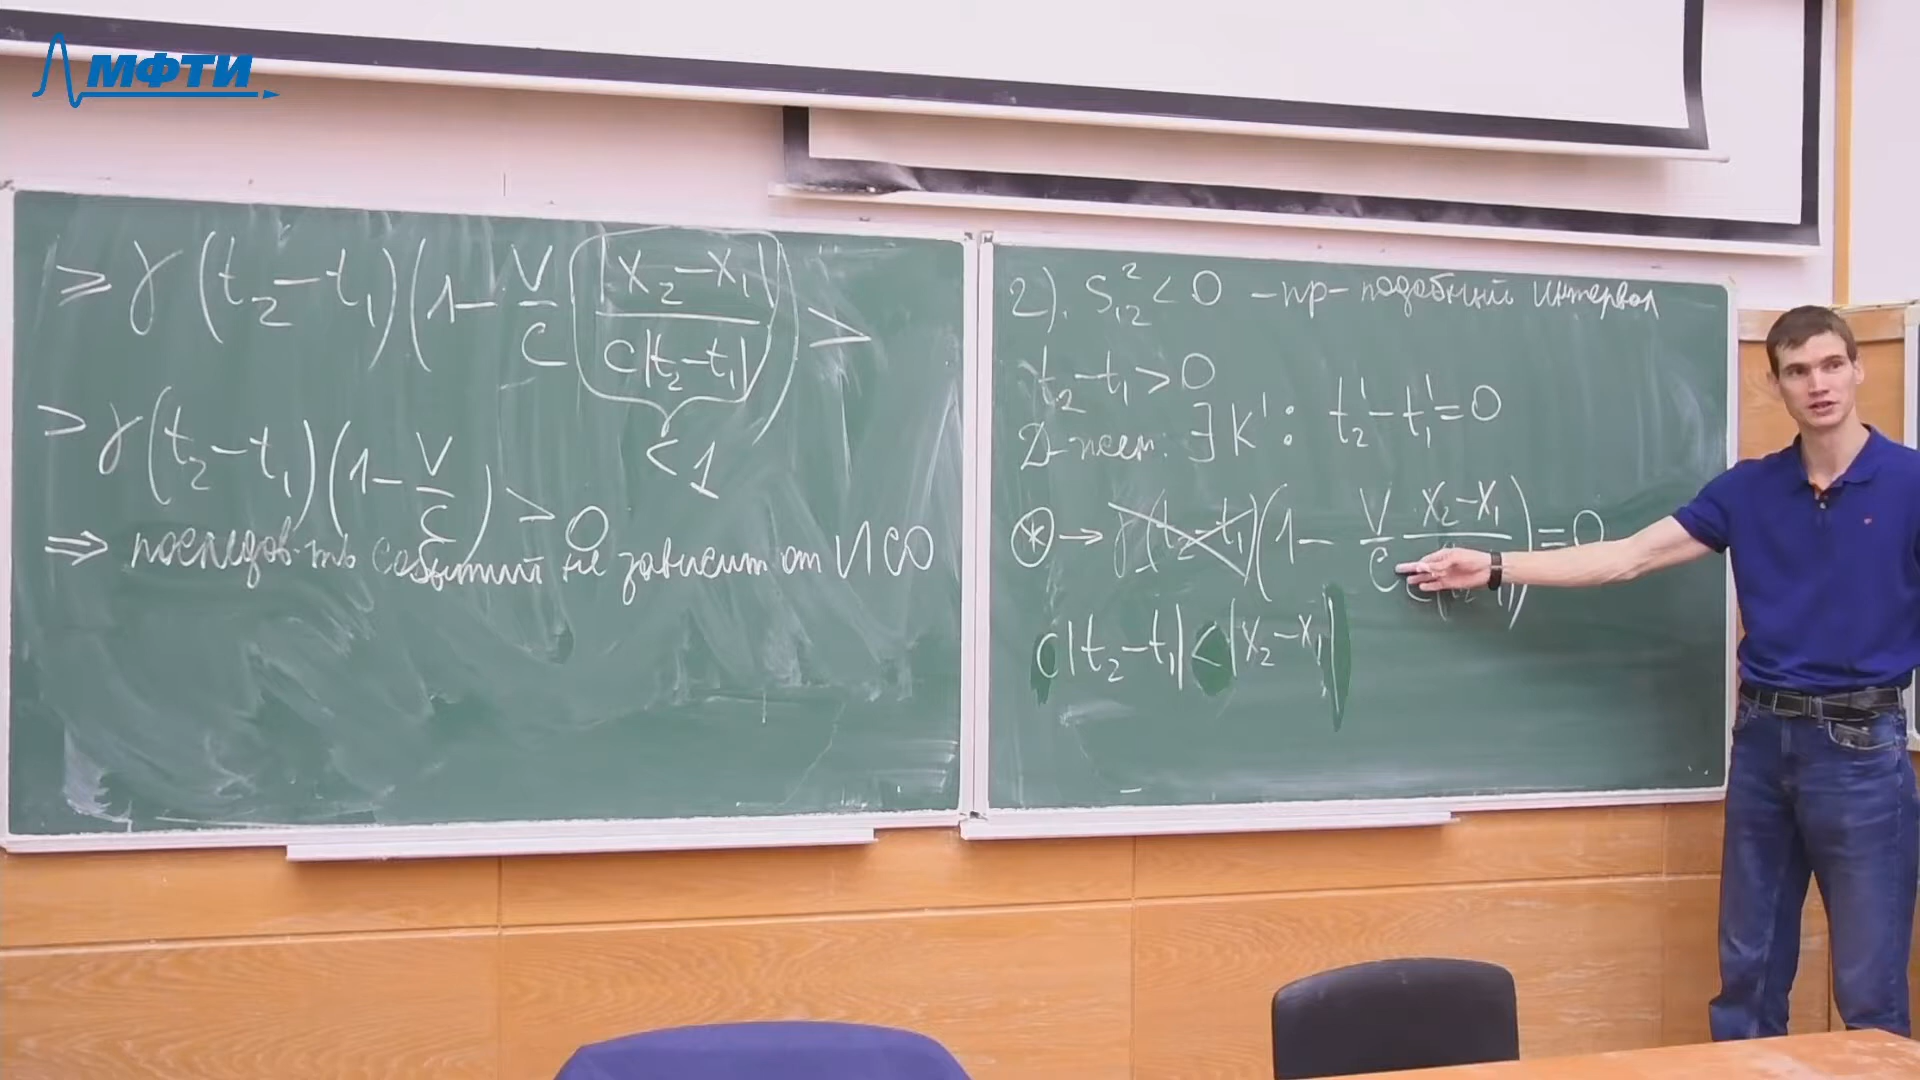 МФТИ
⩾ γ(t₂−t₁)(1− V/c |x₂−x₁|/c|t₂−t₁|) >
< 1
> γ(t₂−t₁)(1− V/c) > 0
⇒ последов-ть событий не зависит от ИСО
2). S₁₂² < 0 – пр-подобный интервал
t₂−t₁ > 0
∃ K': t₂'−t₁' = 0
⊛ → γ(t₂−t₁)(1− V/c x₂−x₁/c(t₂−t₁)) = 0
c|t₂−t₁| < |x₂−x₁|